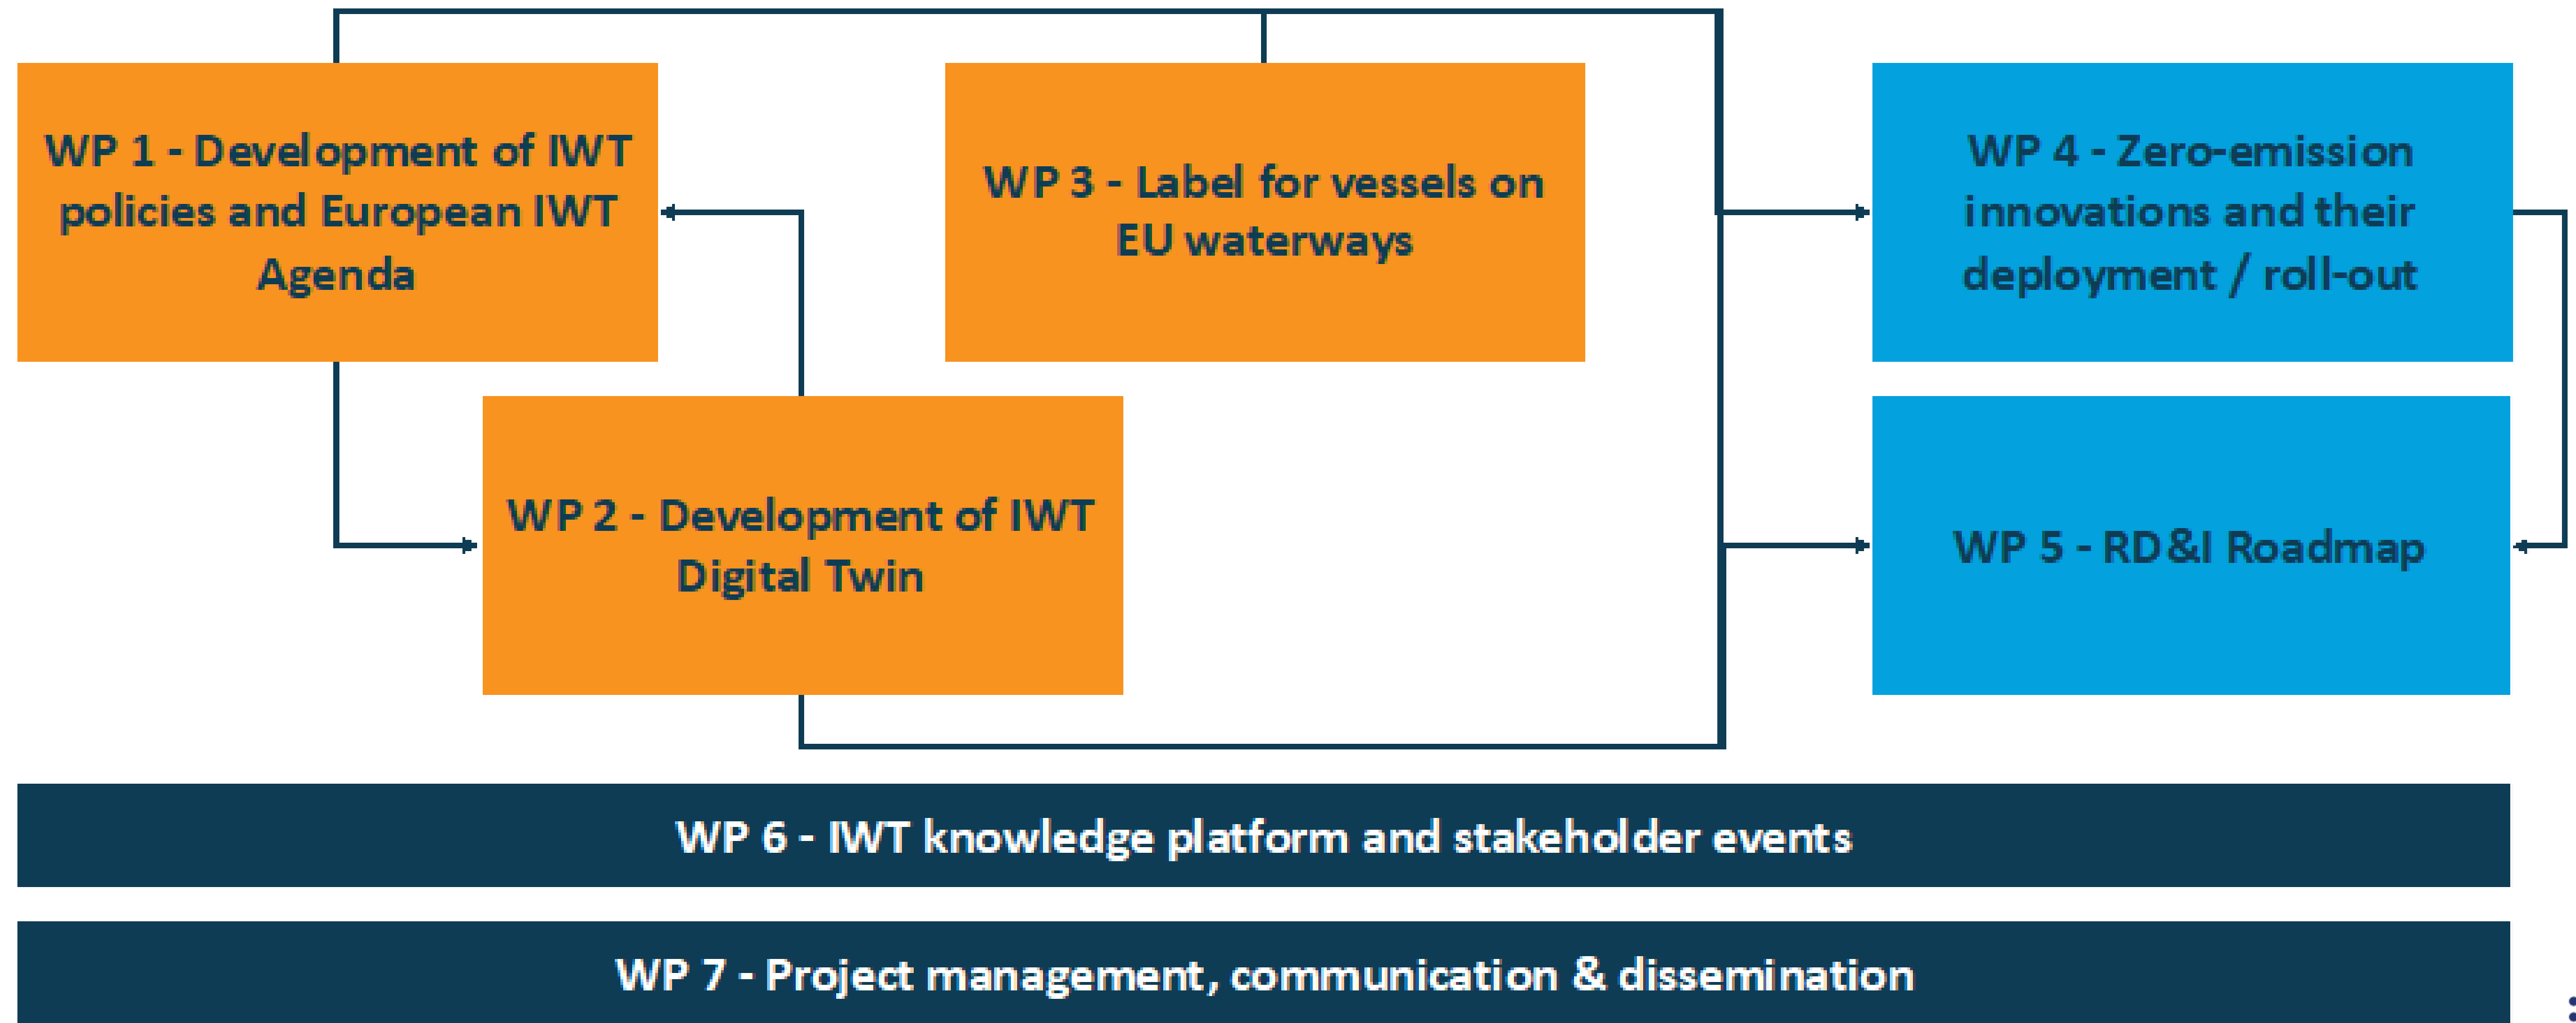 WP 1 - Development of IWT
policies and European IWT
Agenda
WP 3 - Label for vessels on
EU waterways
WP 4 - Zero-emission
innovations and their
deployment / roll-out
WP 2 - Development of IWT
Digital Twin
WP 5 - RD&I Roadmap
WP 6 - IWT knowledge platform and stakeholder events
WP 7 - Project management, communication & dissemination